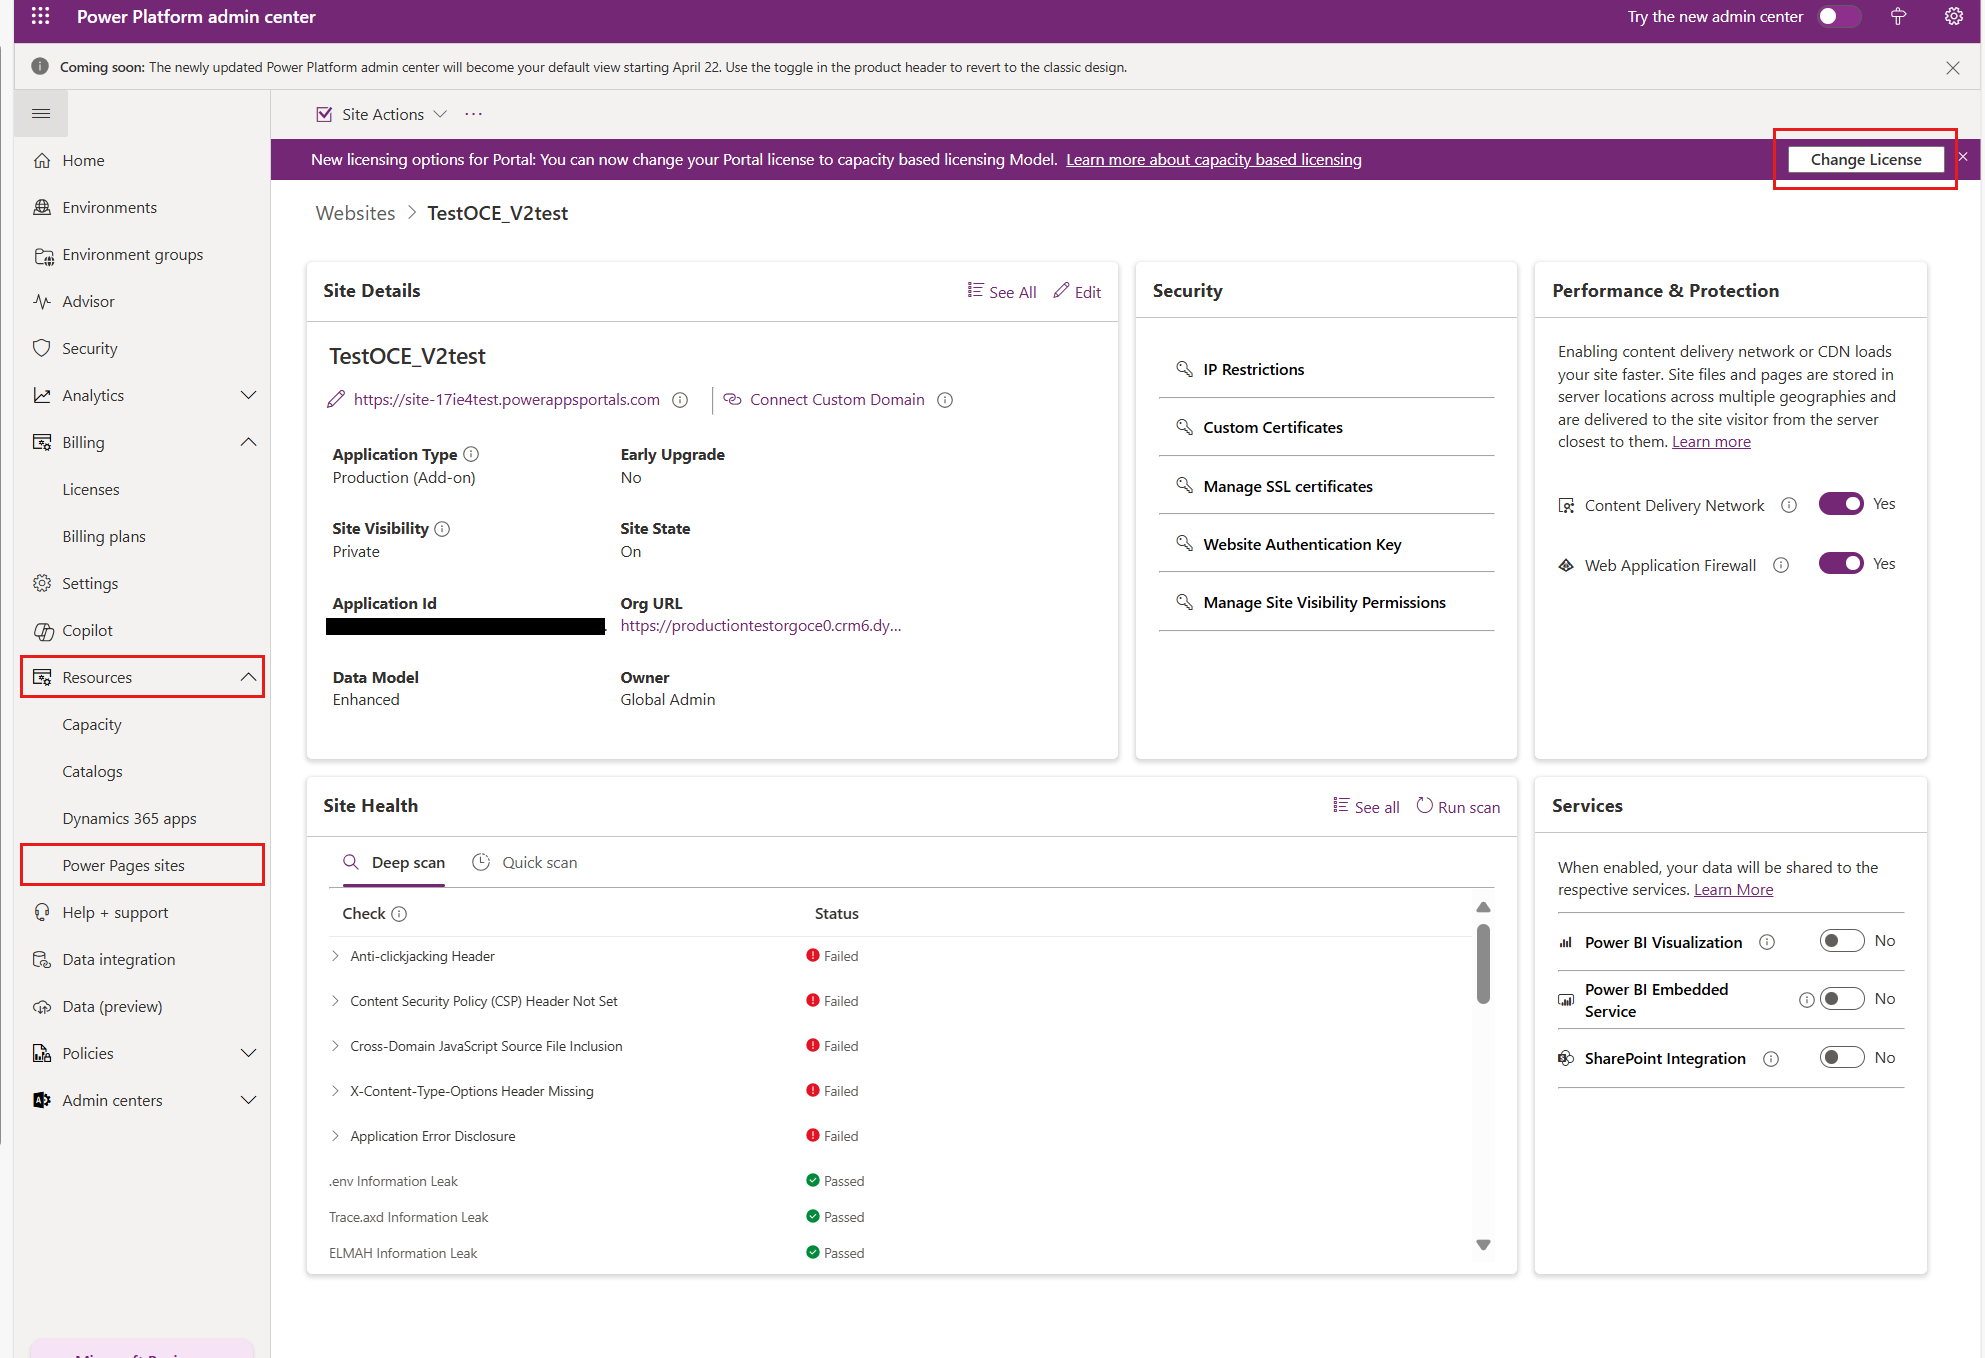 Power Platform admin center
Try the new admin center
Coming soon: The newly updated Power Platform admin center will become your default view starting April 22. Use the toggle in the product header to revert to the classic design.
Site Actions
New licensing options for Portal: You can now change your Portal license to capacity based licensing Model. Learn more about capacity based licensing
Change License
Home
Environments
Environment groups
Advisor
Security
Analytics
Billing
Licenses
Billing plans
Settings
Copilot
Resources
Capacity
Catalogs
Dynamics 365 apps
Power Pages sites
Help + support
Data integration
Data (preview)
Policies
Admin centers
Websites > TestOCE_V2test
Site Details
See All
Edit
TestOCE_V2test
https://site-17ie4test.powerappsportals.com
Connect Custom Domain
Application Type
Production (Add-on)
Early Upgrade
No
Site Visibility
Private
Site State
On
Application Id
Org URL
https://productiontestorgoce0.crm6.dy...
Data Model
Enhanced
Owner
Global Admin
Security
IP Restrictions
Custom Certificates
Manage SSL certificates
Website Authentication Key
Manage Site Visibility Permissions
Performance & Protection
Enabling content delivery network or CDN loads
your site faster. Site files and pages are stored in
server locations across multiple geographies and
are delivered to the site visitor from the server
closest to them. Learn more
Content Delivery Network
Yes
Web Application Firewall
Yes
Site Health
See all
Run scan
Deep scan
Quick scan
Check
Status
Anti-clickjacking Header
Failed
Content Security Policy (CSP) Header Not Set
Failed
Cross-Domain JavaScript Source File Inclusion
Failed
X-Content-Type-Options Header Missing
Failed
Application Error Disclosure
Failed
.env Information Leak
Passed
Trace.axd Information Leak
Passed
ELMAH Information Leak
Passed
Services
When enabled, your data will be shared to the
respective services. Learn More
Power BI Visualization
No
Power BI Embedded
Service
No
SharePoint Integration
No